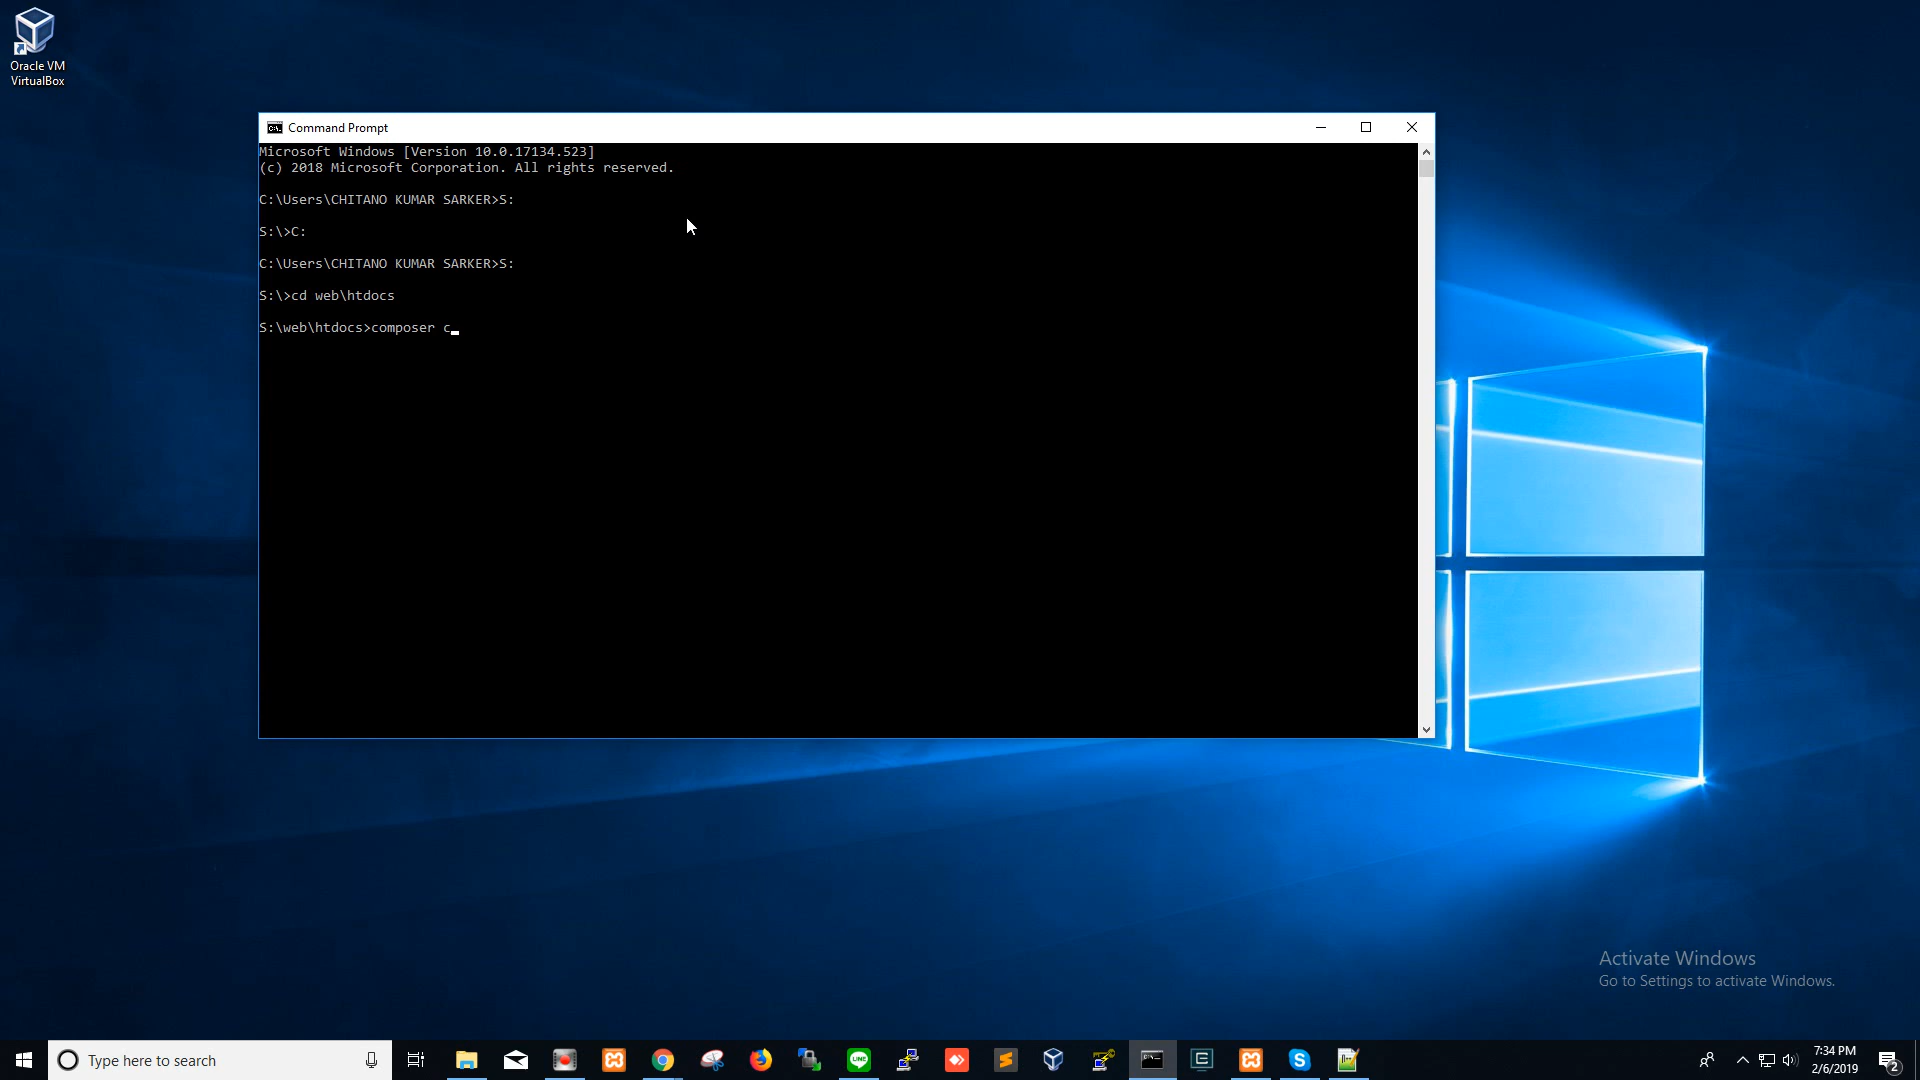 Oracle VM
VirtualBox
Command Prompt
Microsoft Windows [Version 10.0.17134.523]
(c) 2018 Microsoft Corporation. All rights reserved.
C:\Users\CHITANO KUMAR SARKER>S:
S:\>C:
C:\Users\CHITANO KUMAR SARKER>S:
S:\>cd web\htdocs
S:\web\htdocs>composer c
Activate Windows
Go to Settings to activate Windows.
Type here to search
7:34 PM
2/6/2019
2